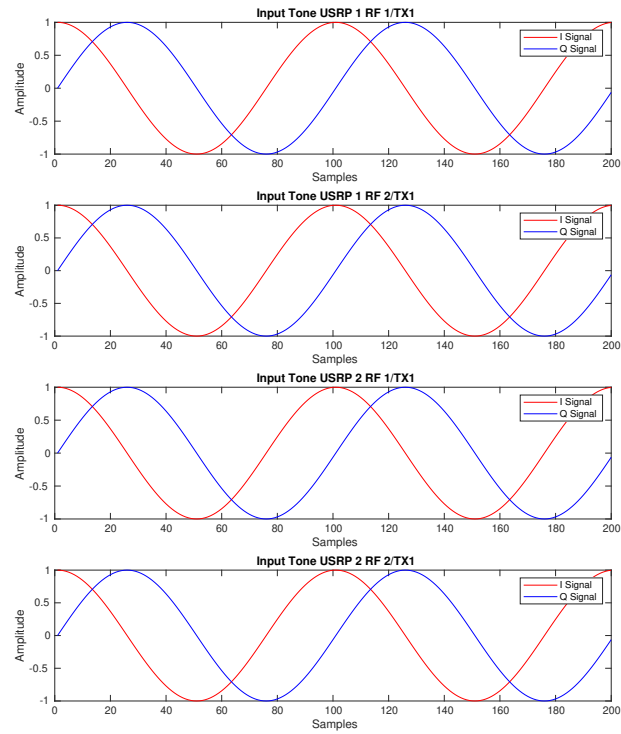 Input Tone USRP 1 RF 1/TX1
1
0.5
0
-0.5
-1
Amplitude
I Signal
Q Signal
0 20 40 60 80 100 120 140 160 180 200
Samples
Input Tone USRP 1 RF 2/TX1
1
0.5
0
-0.5
-1
Amplitude
I Signal
Q Signal
0 20 40 60 80 100 120 140 160 180 200
Samples
Input Tone USRP 2 RF 1/TX1
1
0.5
0
-0.5
-1
Amplitude
I Signal
Q Signal
0 20 40 60 80 100 120 140 160 180 200
Samples
Input Tone USRP 2 RF 2/TX1
1
0.5
0
-0.5
-1
Amplitude
I Signal
Q Signal
0 20 40 60 80 100 120 140 160 180 200
Samples